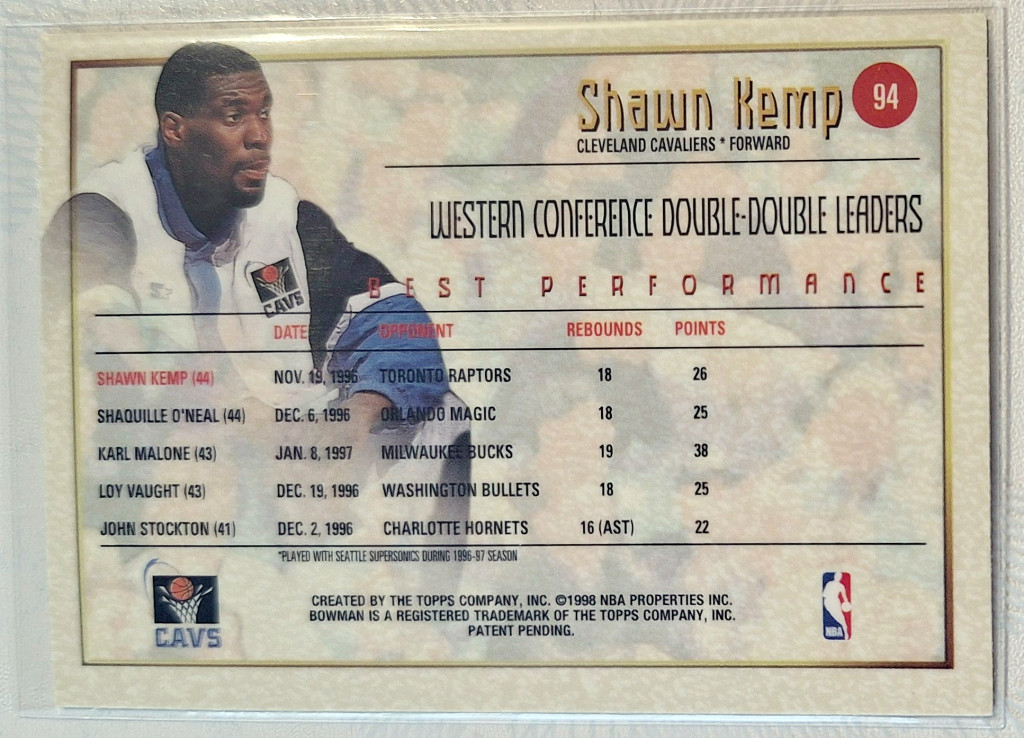 Shawn Kemp 94
CLEVELAND CAVALIERS * FORWARD
WESTERN CONFERENCE DOUBLE-DOUBLE LEADERS
BEST PERFORMANCE
CAVS
DATE OPPONENT REBOUNDS POINTS
SHAWN KEMP (44) NOV. 19, 1996 TORONTO RAPTORS 18 26
SHAQUILLE O'NEAL (44) DEC. 6, 1996 ORLANDO MAGIC 18 25
KARL MALONE (43) JAN. 8, 1997 MILWAUKEE BUCKS 19 38
LOY VAUGHT (43) DEC. 19, 1996 WASHINGTON BULLETS 18 25
JOHN STOCKTON (41) DEC. 2, 1996 CHARLOTTE HORNETS 16 (AST) 22
*PLAYED WITH SEATTLE SUPERSONICS DURING 1996-97 SEASON
CREATED BY THE TOPPS COMPANY, INC. ©1998 NBA PROPERTIES INC.
BOWMAN IS A REGISTERED TRADEMARK OF THE TOPPS COMPANY, INC.
PATENT PENDING.
CAVS
NBA